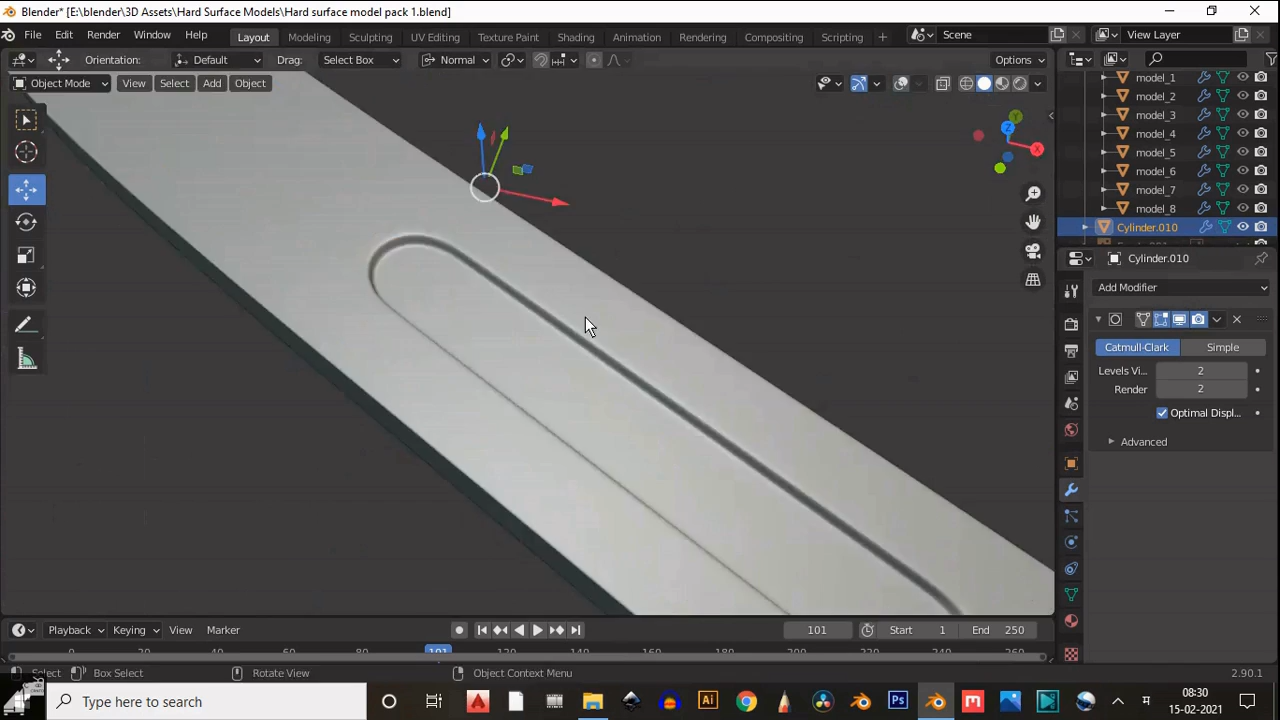 Blender* [E:\blender\3D Assets\Hard Surface Models\Hard surface model pack 1.blend]
File Edit Render Window Help Layout Modeling Sculpting UV Editing Texture Paint Shading Animation Rendering Compositing Scripting + Scene View Layer
Orientation: Default Drag: Select Box Normal Options
Object Mode View Select Add Object
model_1
model_2
model_3
model_4
model_5
model_6
model_7
model_8
Cylinder.010
Cylinder.010
Add Modifier
Catmull-Clark Simple
Levels Vi... 2
Render 2
Optimal Displ...
Advanced
Z
Y
X
Playback Keying View Marker 101 Start 1 End 250
0 20 40 60 80 101 120 140 160 180 200 220 240 260
Select Box Select Rotate View Object Context Menu 2.90.1
Type here to search
Ai Ps म
08:30
15-02-2021